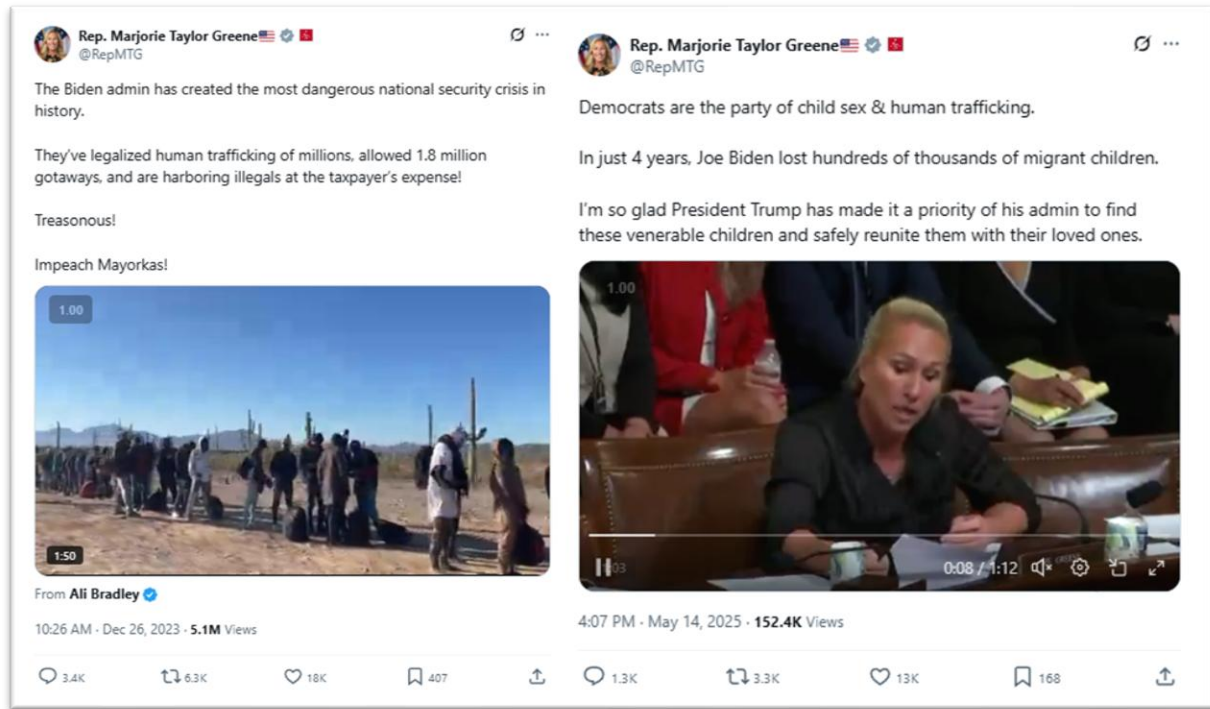 Rep. Marjorie Taylor Greene🇺🇸
@RepMTG
The Biden admin has created the most dangerous national security crisis in
history.
They've legalized human trafficking of millions, allowed 1.8 million
gotaways, and are harboring illegals at the taxpayer's expense!
Treasonous!
Impeach Mayorkas!
1.00
1:50
From Ali Bradley
10:26 AM · Dec 26, 2023 · 5.1M Views
3.4K 6.3K 18K 407
Rep. Marjorie Taylor Greene🇺🇸
@RepMTG
Democrats are the party of child sex & human trafficking.
In just 4 years, Joe Biden lost hundreds of thousands of migrant children.
I'm so glad President Trump has made it a priority of his admin to find
these venerable children and safely reunite them with their loved ones.
1.00
0:08 / 1:12
4:07 PM · May 14, 2025 · 152.4K Views
1.3K 3.3K 13K 168